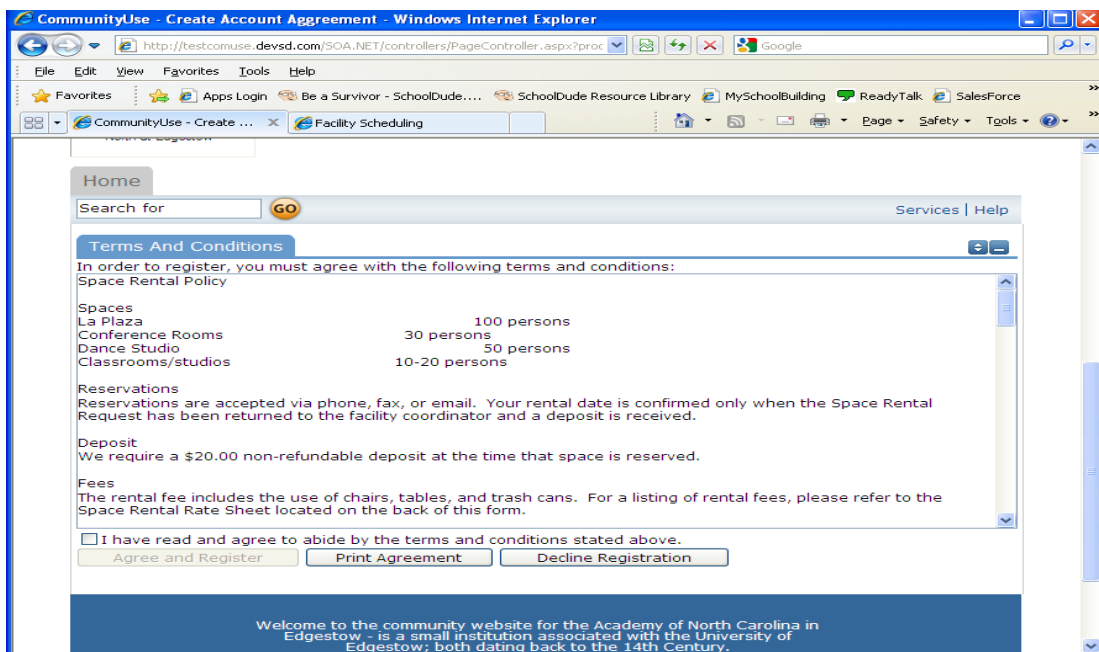 CommunityUse - Create Account Aggreement - Windows Internet Explorer
http://testcomuse.devsd.com/SOA.NET/controllers/PageController.aspx?proc
Google
File Edit View Favorites Tools Help
Favorites Apps Login Be a Survivor - SchoolDude.... SchoolDude Resource Library MySchoolBuilding ReadyTalk SalesForce
CommunityUse - Create ... Facility Scheduling Page Safety Tools
North at Edgestow
Home
Search for GO Services | Help
Terms And Conditions
In order to register, you must agree with the following terms and conditions:
Space Rental Policy
Spaces
La Plaza 100 persons
Conference Rooms 30 persons
Dance Studio 50 persons
Classrooms/studios 10-20 persons
Reservations
Reservations are accepted via phone, fax, or email. Your rental date is confirmed only when the Space Rental
Request has been returned to the facility coordinator and a deposit is received.
Deposit
We require a $20.00 non-refundable deposit at the time that space is reserved.
Fees
The rental fee includes the use of chairs, tables, and trash cans. For a listing of rental fees, please refer to the
Space Rental Rate Sheet located on the back of this form.
I have read and agree to abide by the terms and conditions stated above.
Agree and Register Print Agreement Decline Registration
Welcome to the community website for the Academy of North Carolina in
Edgestow - is a small institution associated with the University of
Edgestow; both dating back to the 14th Century.